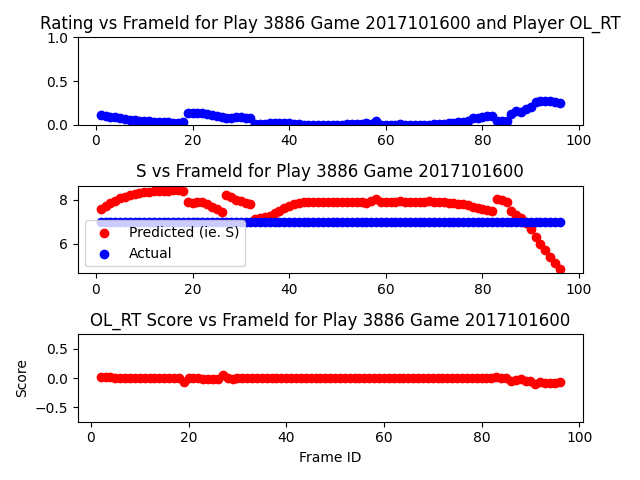 Rating vs FrameId for Play 3886 Game 2017101600 and Player OL_RT
1.0
0.5
0.0
0 20 40 60 80 100
S vs FrameId for Play 3886 Game 2017101600
8
6
Predicted (ie. S)
Actual
0 20 40 60 80 100
OL_RT Score vs FrameId for Play 3886 Game 2017101600
Score
0.5
0.0
−0.5
0 20 40 60 80 100
Frame ID